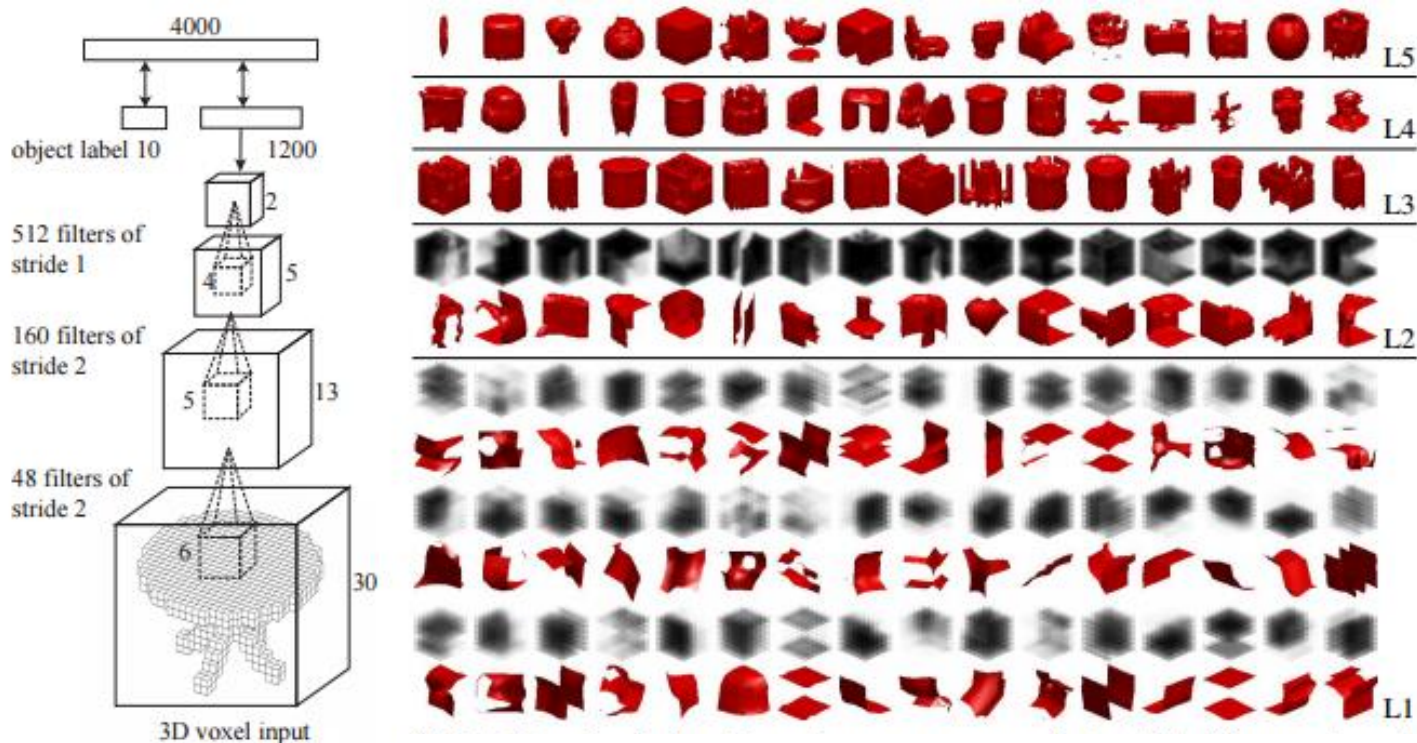 4000
object label 10
1200
2
512 filters of
stride 1
4
5
160 filters of
stride 2
5
13
48 filters of
stride 2
6
30
3D voxel input
L5
L4
L3
L2
L1